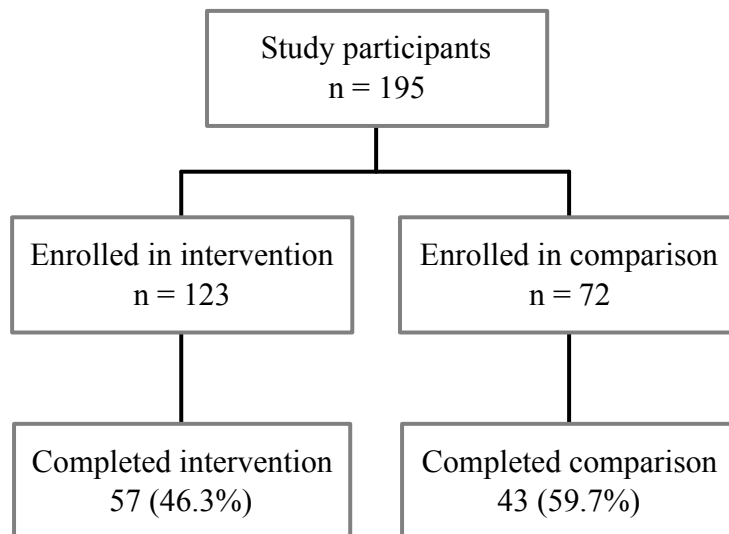 Study participants
n = 195
Enrolled in intervention
n = 123
Enrolled in comparison
n = 72
Completed intervention
57 (46.3%)
Completed comparison
43 (59.7%)